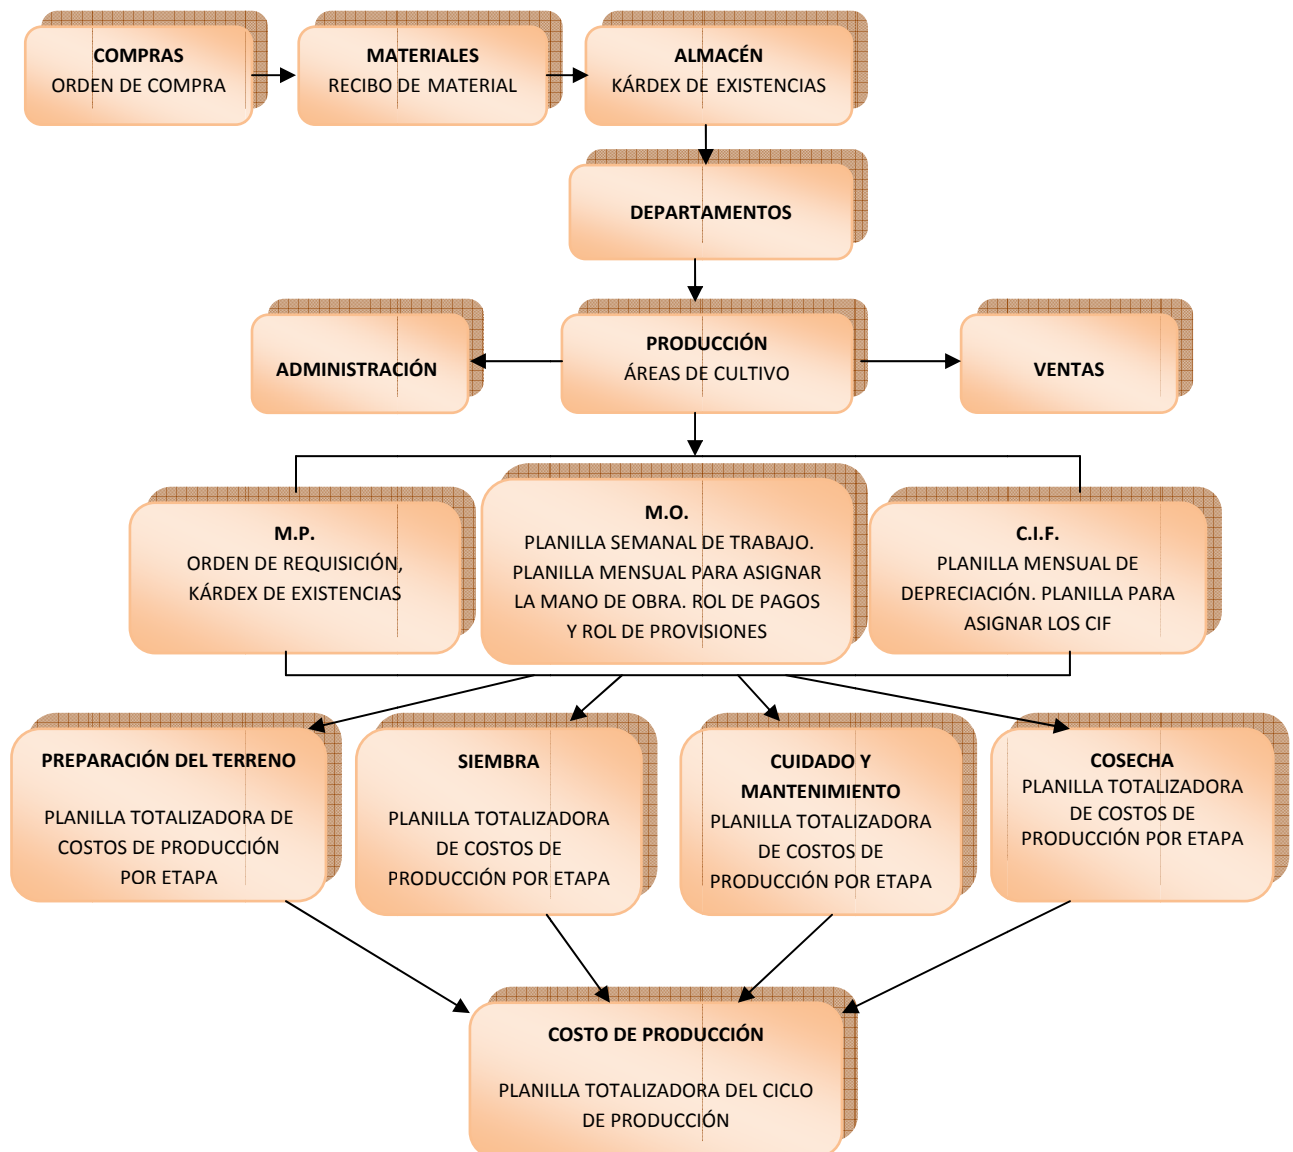 COMPRAS
ORDEN DE COMPRA
MATERIALES
RECIBO DE MATERIAL
ALMACÉN
KÁRDEX DE EXISTENCIAS
DEPARTAMENTOS
ADMINISTRACIÓN
PRODUCCIÓN
ÁREAS DE CULTIVO
VENTAS
M.P.
ORDEN DE REQUISICIÓN,
KÁRDEX DE EXISTENCIAS
M.O.
PLANILLA SEMANAL DE TRABAJO.
PLANILLA MENSUAL PARA ASIGNAR
LA MANO DE OBRA. ROL DE PAGOS
Y ROL DE PROVISIONES
C.I.F.
PLANILLA MENSUAL DE
DEPRECIACIÓN. PLANILLA PARA
ASIGNAR LOS CIF
PREPARACIÓN DEL TERRENO
PLANILLA TOTALIZADORA DE
COSTOS DE PRODUCCIÓN
POR ETAPA
SIEMBRA
PLANILLA TOTALIZADORA
DE COSTOS DE
PRODUCCIÓN POR ETAPA
CUIDADO Y
MANTENIMIENTO
PLANILLA TOTALIZADORA
DE COSTOS DE
PRODUCCIÓN POR ETAPA
COSECHA
PLANILLA TOTALIZADORA
DE COSTOS DE
PRODUCCIÓN POR ETAPA
COSTO DE PRODUCCIÓN
PLANILLA TOTALIZADORA DEL CICLO
DE PRODUCCIÓN